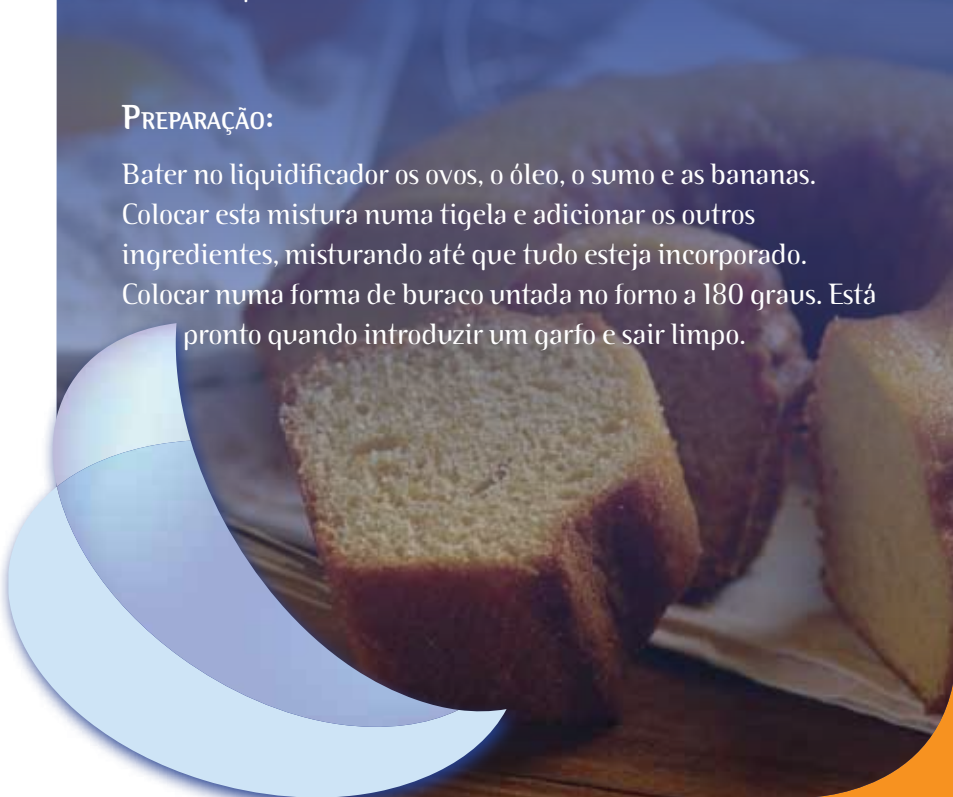 Preparação:
Bater no liquidificador os ovos, o óleo, o sumo e as bananas.
Colocar esta mistura numa tigela e adicionar os outros
ingredientes, misturando até que tudo esteja incorporado.
Colocar numa forma de buraco untada no forno a 180 graus. Está
pronto quando introduzir um garfo e sair limpo.